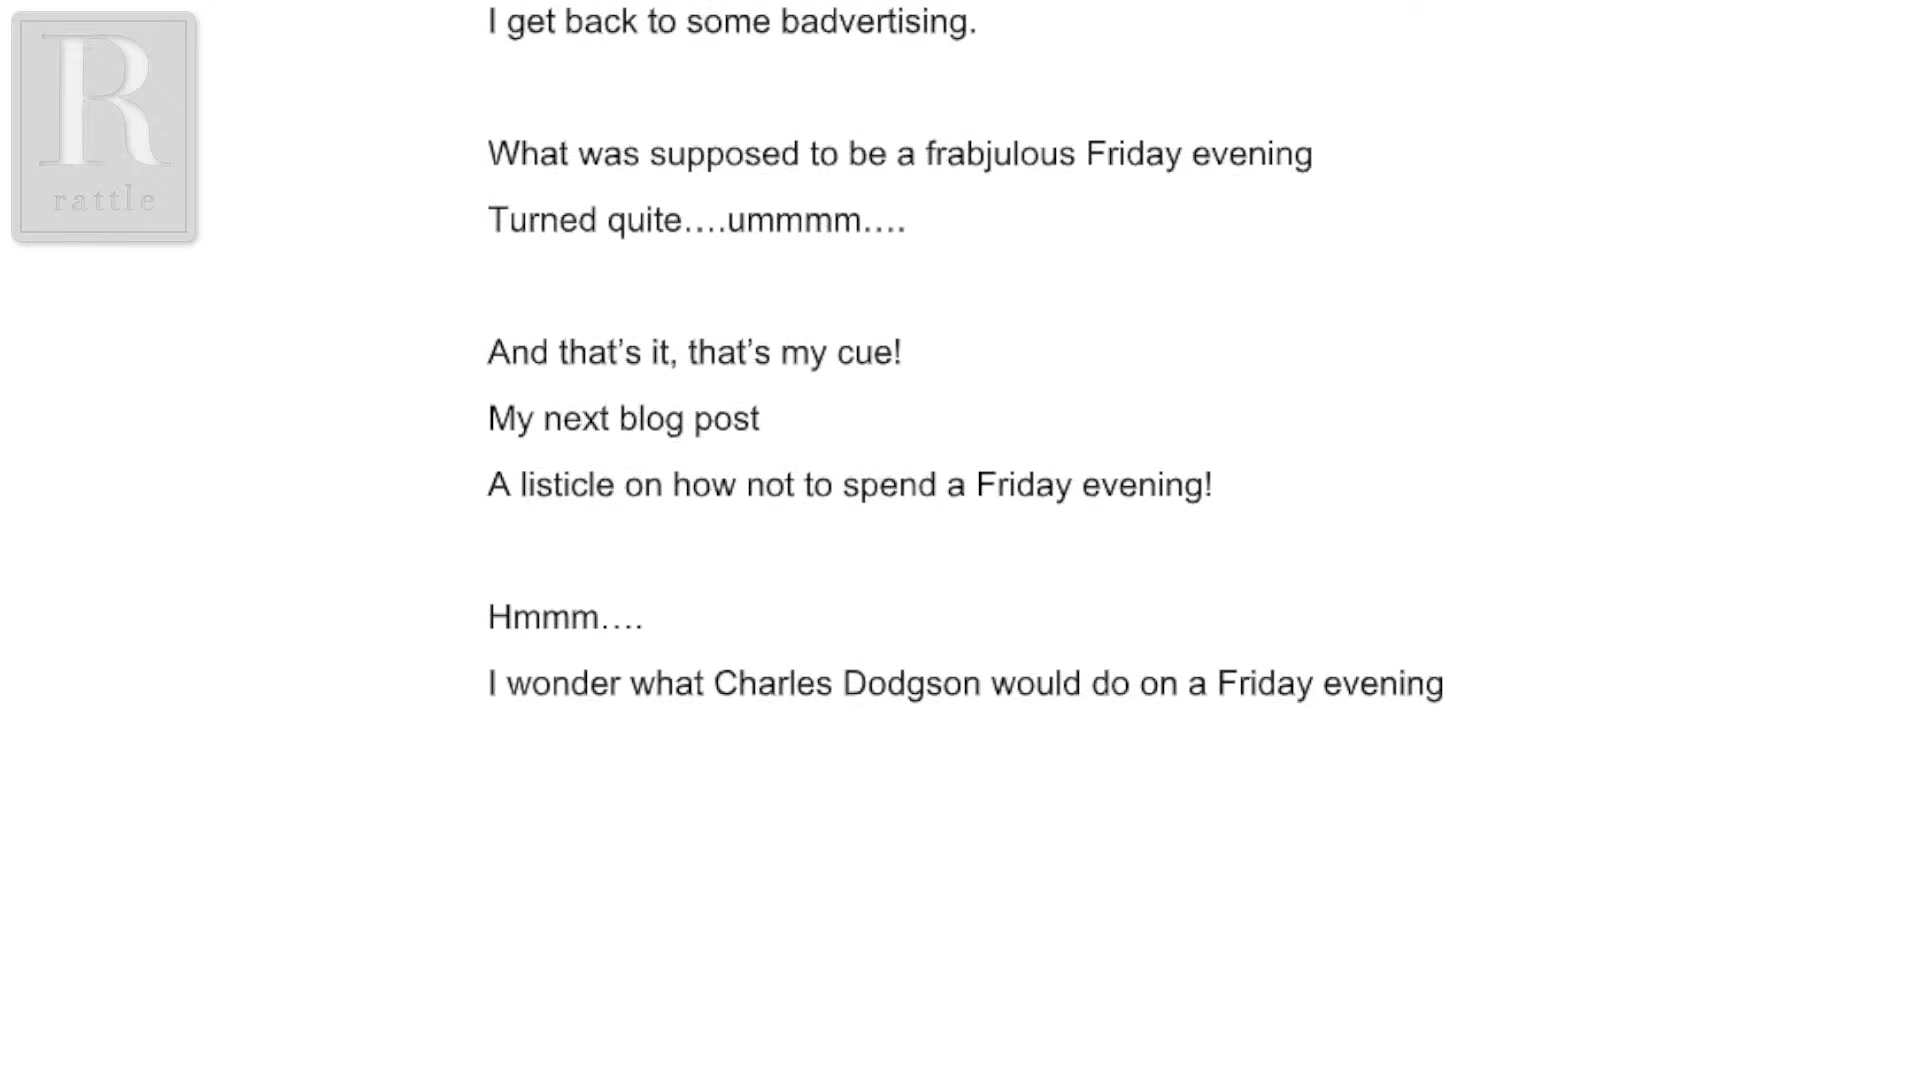 R
rattle
I get back to some badvertising.
What was supposed to be a frabjulous Friday evening
Turned quite....ummmm....
And that’s it, that’s my cue!
My next blog post
A listicle on how not to spend a Friday evening!
Hmmm....
I wonder what Charles Dodgson would do on a Friday evening